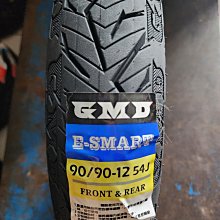 GMD
E-SMART
90/90-12 54J
FRONT & REAR